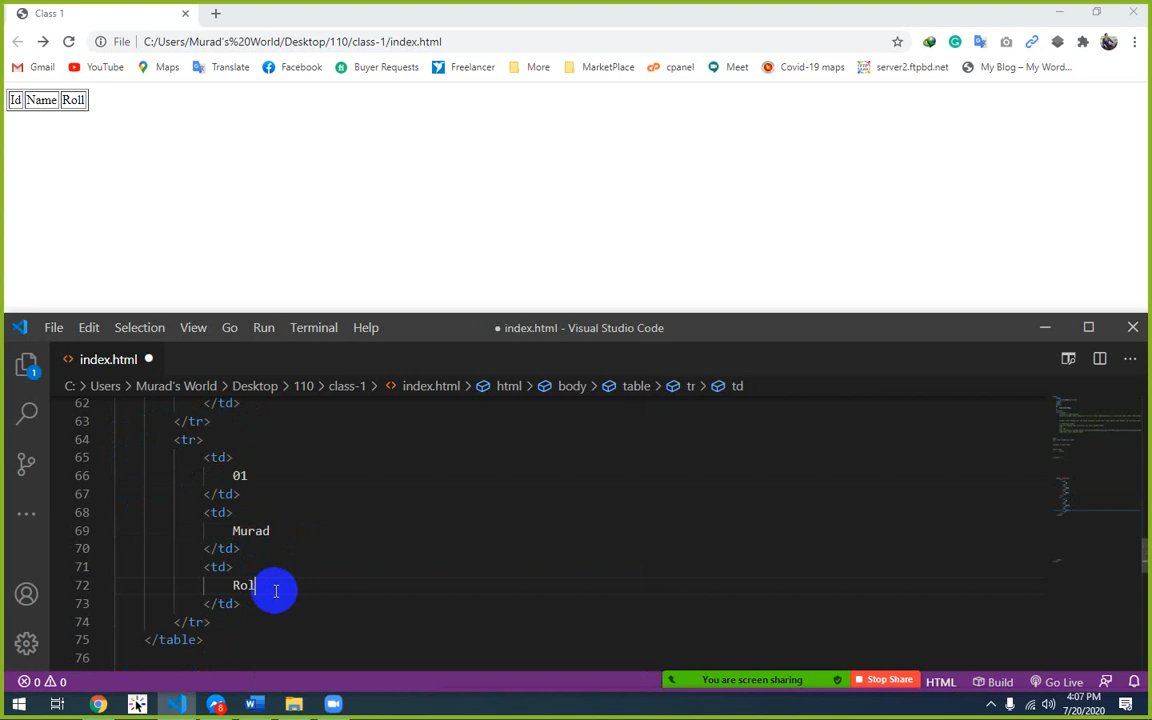 Class 1
File C:/Users/Murad's%20World/Desktop/110/class-1/index.html
Gmail YouTube Maps Translate Facebook Buyer Requests Freelancer More MarketPlace cpanel Meet Covid-19 maps server2.ftpbd.net My Blog – My Word...
Id Name Roll
File Edit Selection View Go Run Terminal Help ● index.html - Visual Studio Code
<> index.html ●
C: > Users > Murad's World > Desktop > 110 > class-1 > <> index.html > html > body > table > tr > td
62 </td>
63 </tr>
64 <tr>
65 <td>
66 01
67 </td>
68 <td>
69 Murad
70 </td>
71 <td>
72 Rol
73 </td>
74 </tr>
75 </table>
76
1
0 0 You are screen sharing Stop Share HTML Build Go Live
8 4:07 PM
7/20/2020